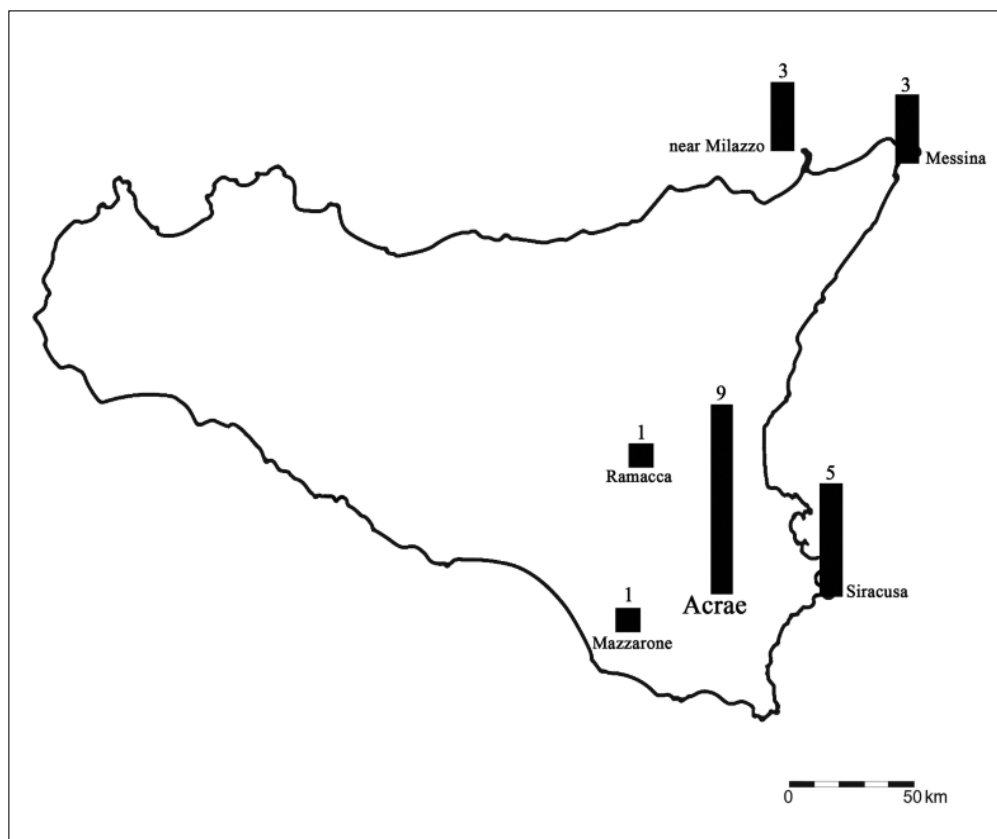 3
3
near Milazzo
Messina
9
1
Ramacca
5
Siracusa
Acrae
1
Mazzarone
0 50 km